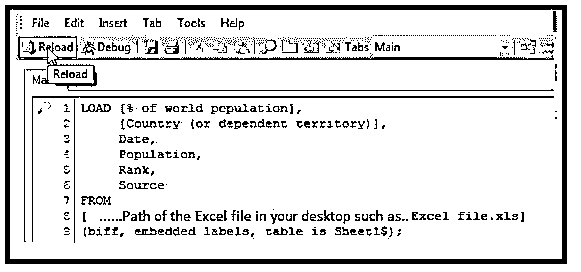 File Edit Insert Tab Tools Help
Reload Debug Tabs Main
Reload
Ma
1 LOAD [% of world population],
2 [Country (or dependent territory)],
3 Date,
4 Population,
5 Rank,
6 Source
7 FROM
8 [ ......Path of the Excel file in your desktop such as.. Excel file.xls]
9 (biff, embedded labels, table is Sheet1$);